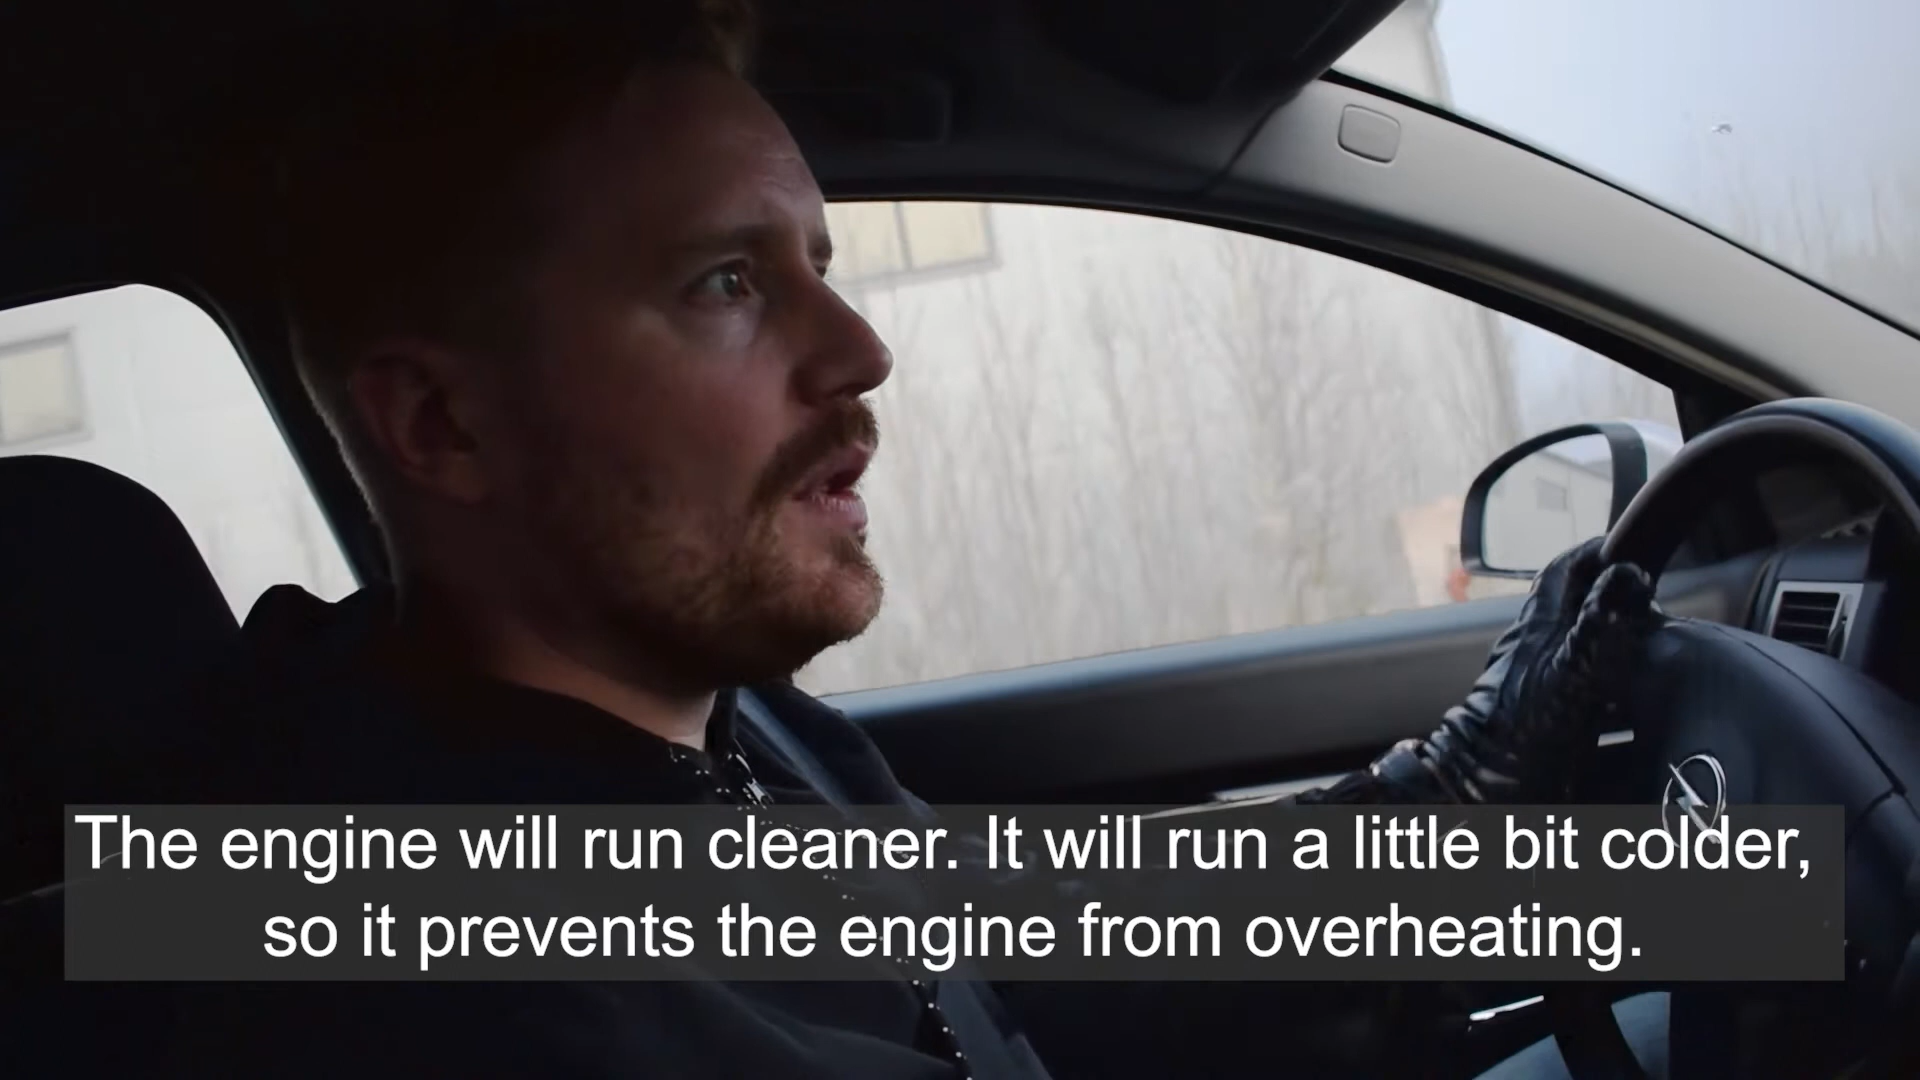 The engine will run cleaner. It will run a little bit colder,
so it prevents the engine from overheating.